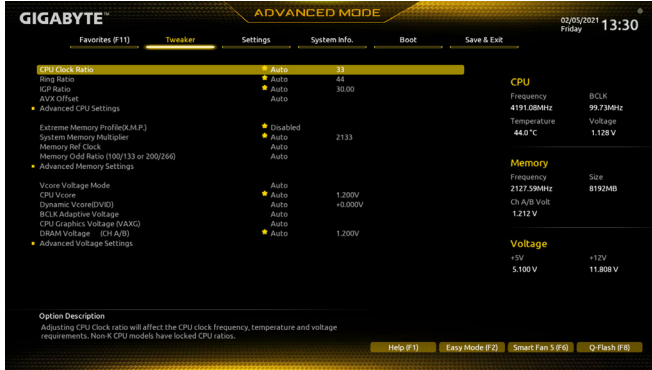 GIGABYTE™
ADVANCED MODE
02/05/2021 Friday 13:30
Favorites (F11) Tweaker Settings System Info. Boot Save & Exit
CPU Clock Ratio Auto 33
Ring Ratio Auto 44
IGP Ratio Auto 30.00
AVX Offset Auto
Advanced CPU Settings
Extreme Memory Profile(X.M.P.) Disabled
System Memory Multiplier Auto 2133
Memory Ref Clock Auto
Memory Odd Ratio (100/133 or 200/266) Auto
Advanced Memory Settings
Vcore Voltage Mode Auto
CPU Vcore Auto 1.200V
Dynamic Vcore(DVID) Auto +0.000V
BCLK Adaptive Voltage Auto
CPU Graphics Voltage (VAXG) Auto
DRAM Voltage (CH A/B) Auto 1.200V
Advanced Voltage Settings
CPU
Frequency BCLK
4191.08MHz 99.73MHz
Temperature Voltage
44.0 °C 1.128 V
Memory
Frequency Size
2127.59MHz 8192MB
Ch A/B Volt
1.212 V
Voltage
+5V +12V
5.100 V 11.808 V
Option Description
Adjusting CPU Clock ratio will affect the CPU clock frequency, temperature and voltage
requirements. Non-K CPU models have locked CPU ratios.
Help (F1) Easy Mode (F2) Smart Fan 5 (F6) Q-Flash (F8)